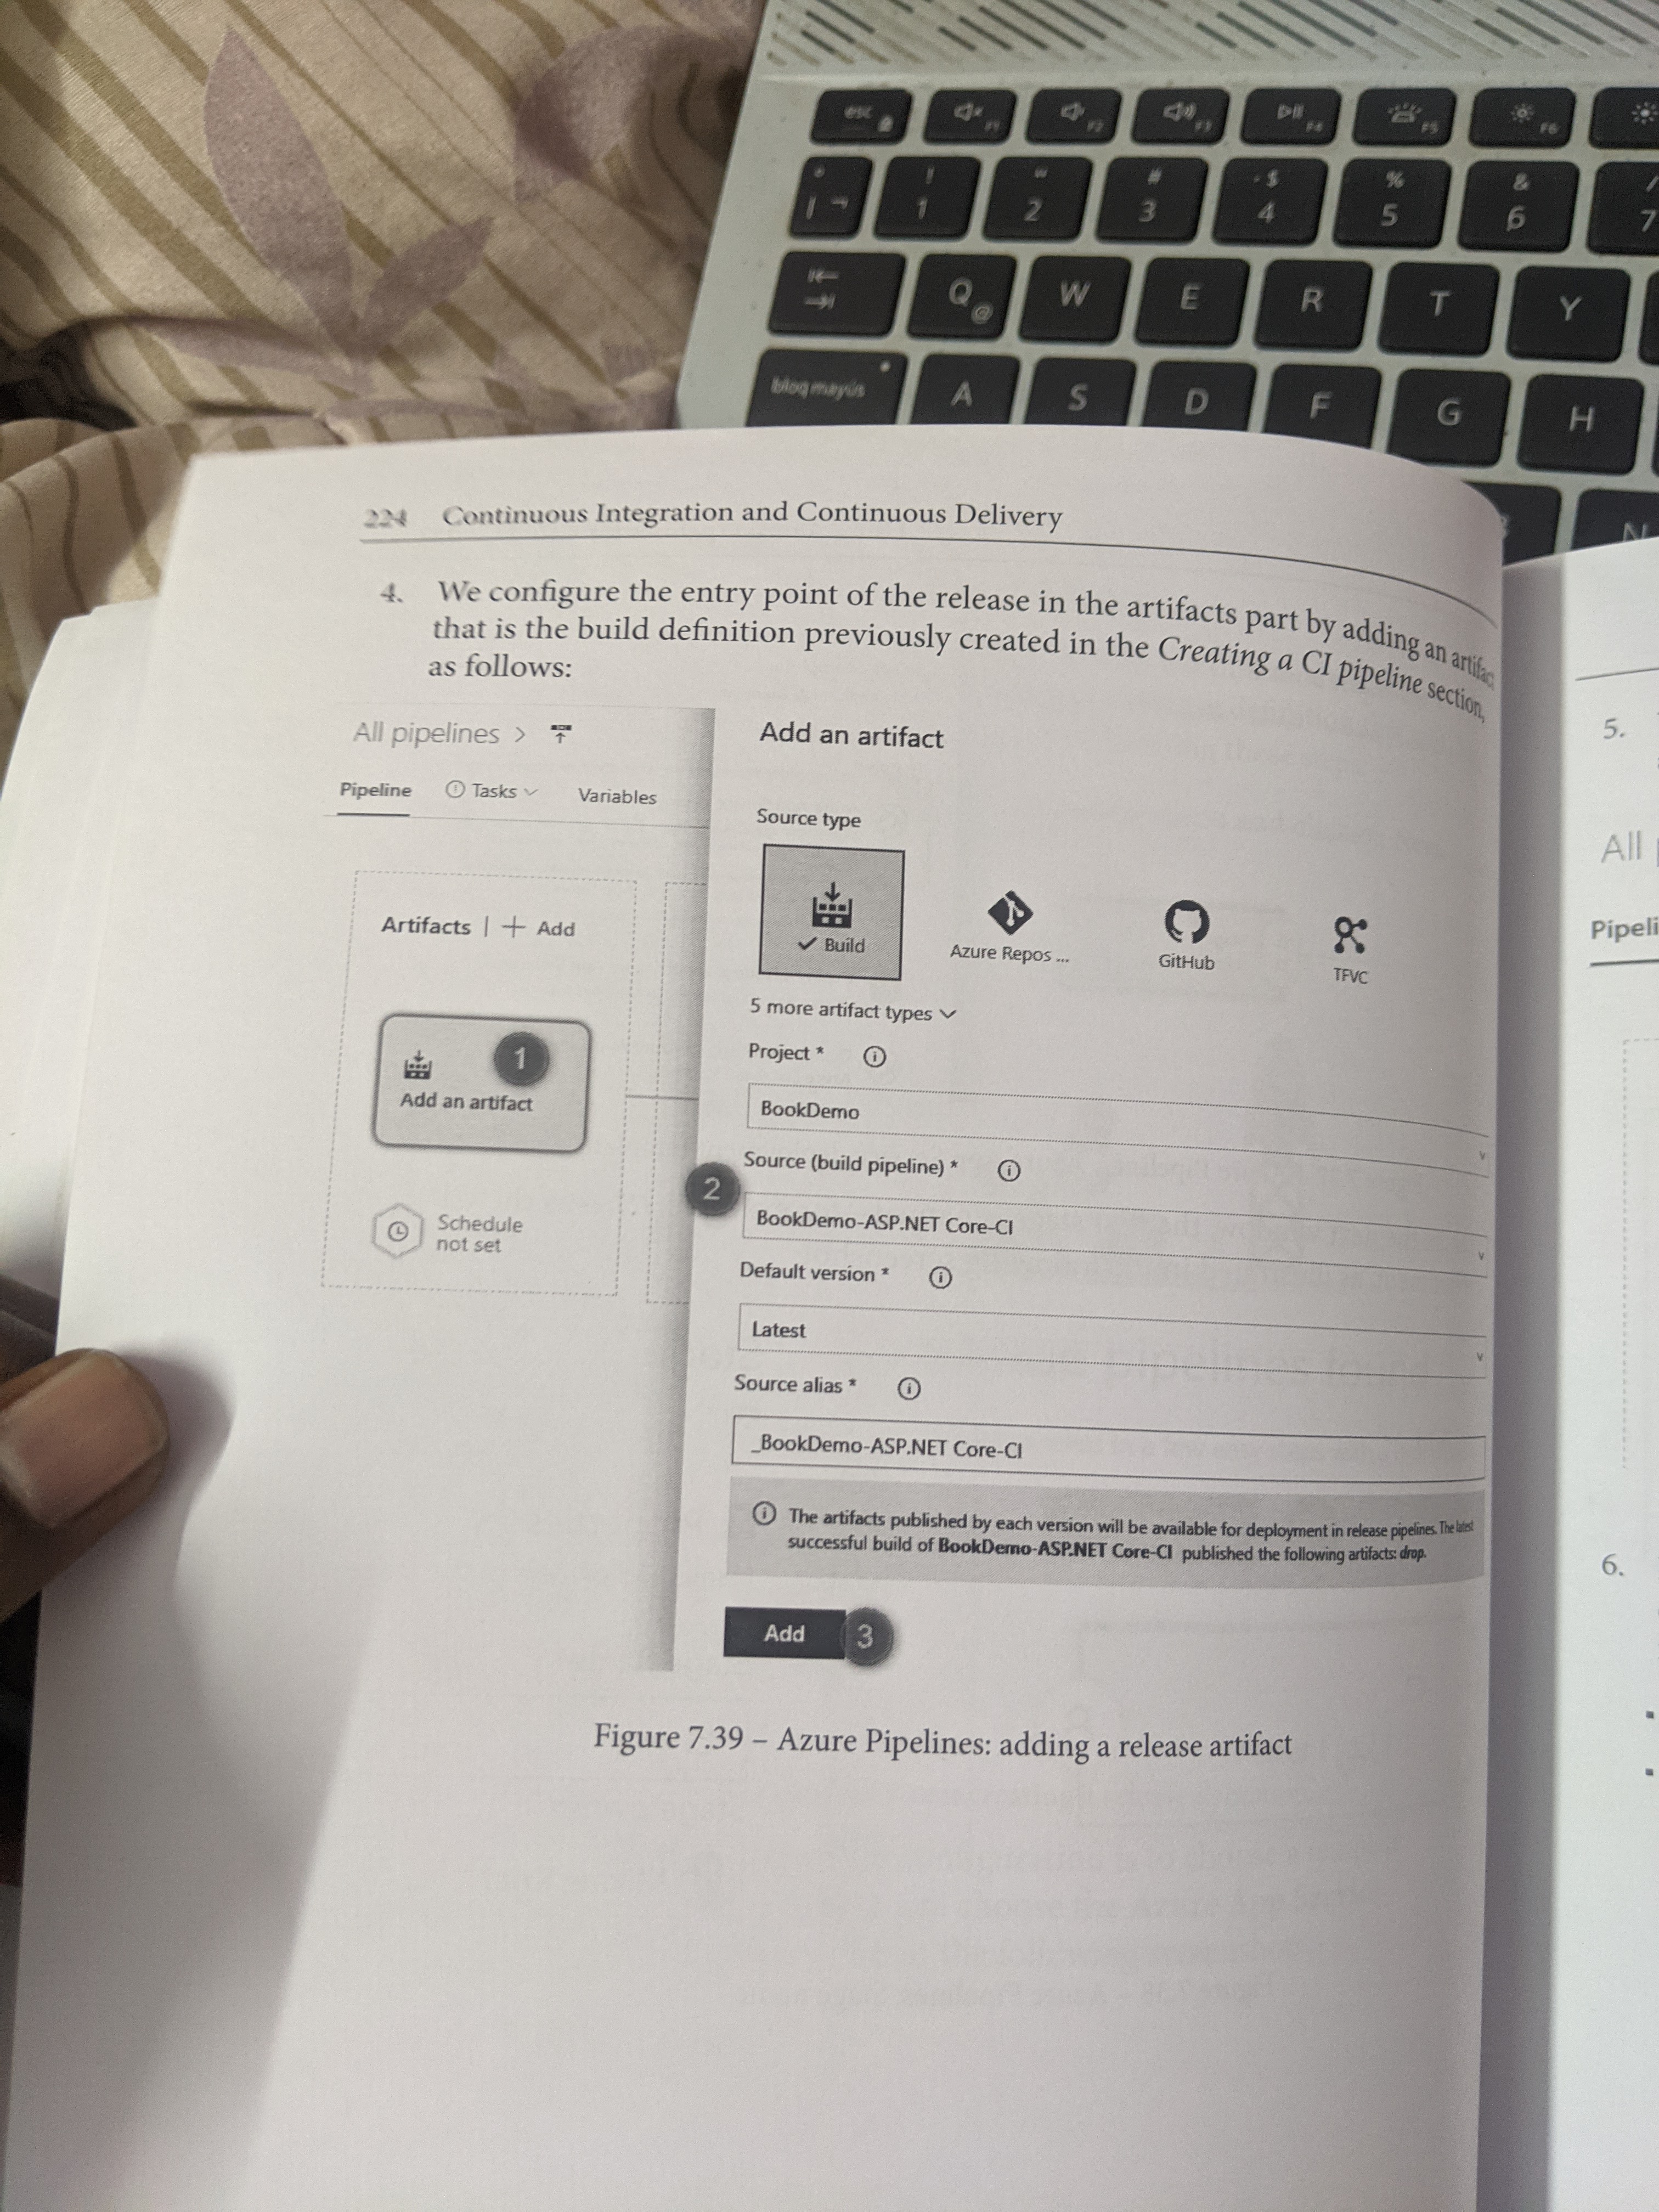 esc
F1
F2
F3
F4
F5
F6
! 1
2
# 3
· $ 4
% 5
& 6
/ 7
Q @
W
E
R
T
Y
bloq mayús
A
S
D
F
G
H
N
224 Continuous Integration and Continuous Delivery
4. We configure the entry point of the release in the artifacts part by adding an artifact
that is the build definition previously created in the Creating a CI pipeline section,
as follows:
All pipelines >
Pipeline Tasks Variables
Artifacts | + Add
1
Add an artifact
Schedule
not set
Add an artifact
Source type
Build
Azure Repos ...
GitHub
TFVC
5 more artifact types
Project *
BookDemo
2
Source (build pipeline) *
BookDemo-ASP.NET Core-CI
Default version *
Latest
Source alias *
_BookDemo-ASP.NET Core-CI
The artifacts published by each version will be available for deployment in release pipelines. The latest
successful build of BookDemo-ASP.NET Core-CI published the following artifacts: drop.
Add 3
Figure 7.39 – Azure Pipelines: adding a release artifact
5.
All
Pipeli
6.